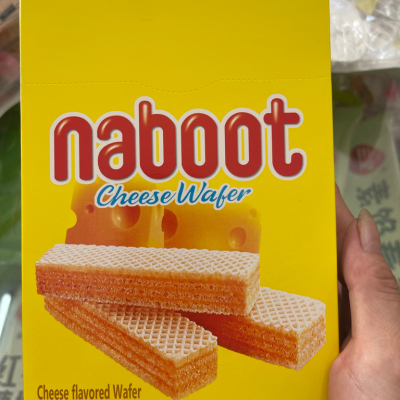 naboot
Cheese Wafer
Cheese flavored Wafer